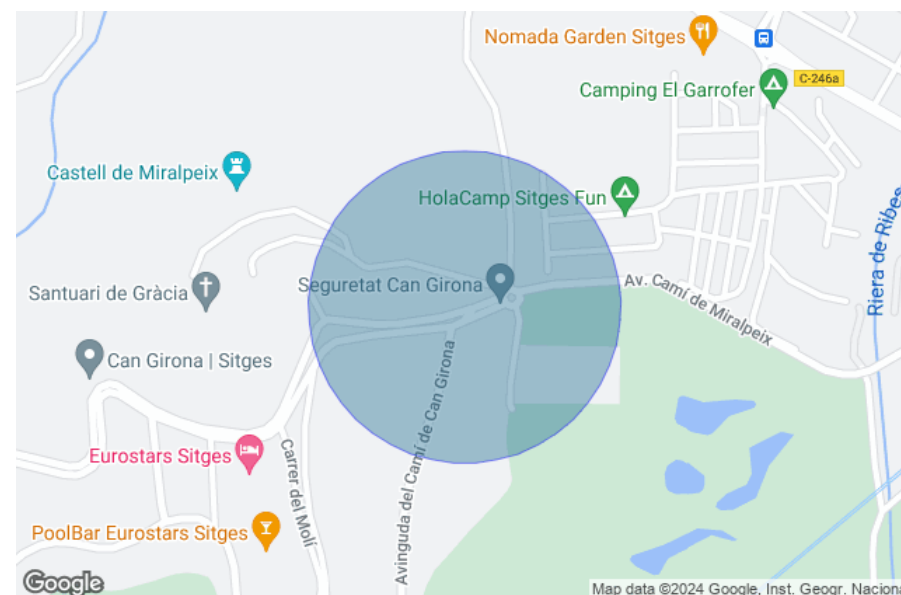 Nomada Garden Sitges
C-246a
Camping El Garrofer
Castell de Miralpeix
HolaCamp Sitges Fun
Riera de Ribes
Seguretat Can Girona
Av. Camí de Miralpeix
Santuari de Gràcia
Can Girona | Sitges
Avinguda del Camí de Can Girona
Eurostars Sitges
Carrer del Molí
PoolBar Eurostars Sitges
Google
Map data ©2024 Google, Inst. Geogr. Naciona